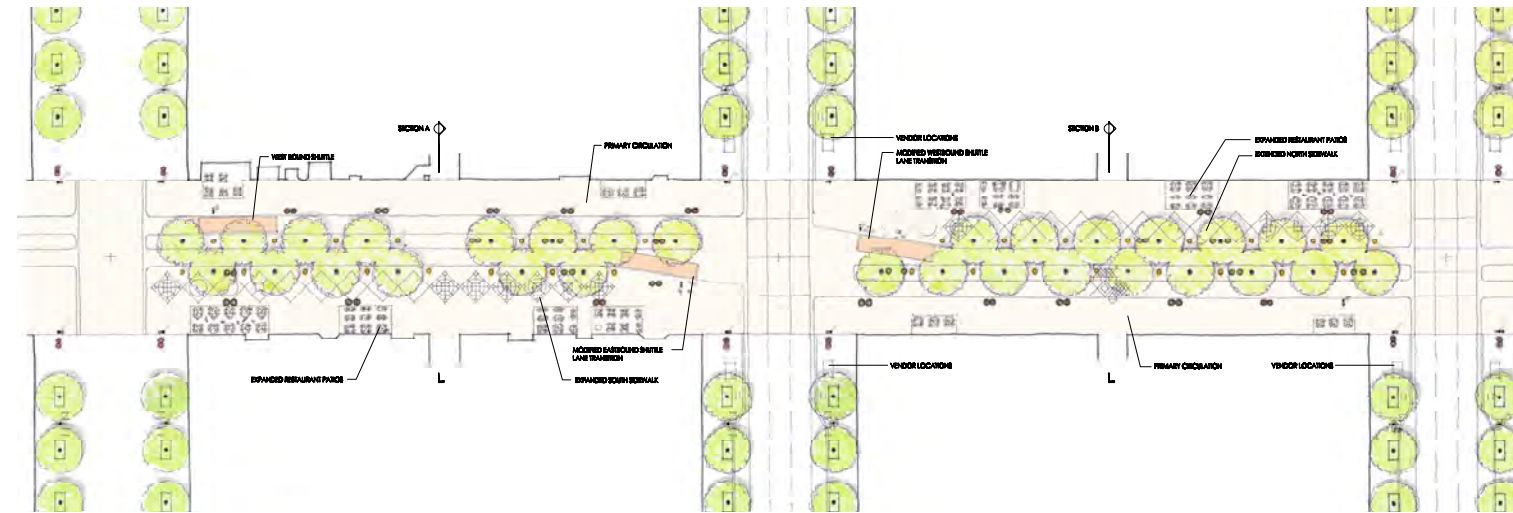 SECTION A
WEST BOUND SHUTTLE
PRIMARY CIRCULATION
EXPANDED RESTAURANT PATIOS
MODIFIED EASTBOUND SHUTTLE
LANE TRANSITION
EXPANDED SOUTH SIDEWALK
VENDOR LOCATIONS
MODIFIED WESTBOUND SHUTTLE
LANE TRANSITION
SECTION B
EXPANDED RESTAURANT PATIOS
EXTENDED NORTH SIDEWALK
VENDOR LOCATIONS
PRIMARY CIRCULATION
VENDOR LOCATIONS